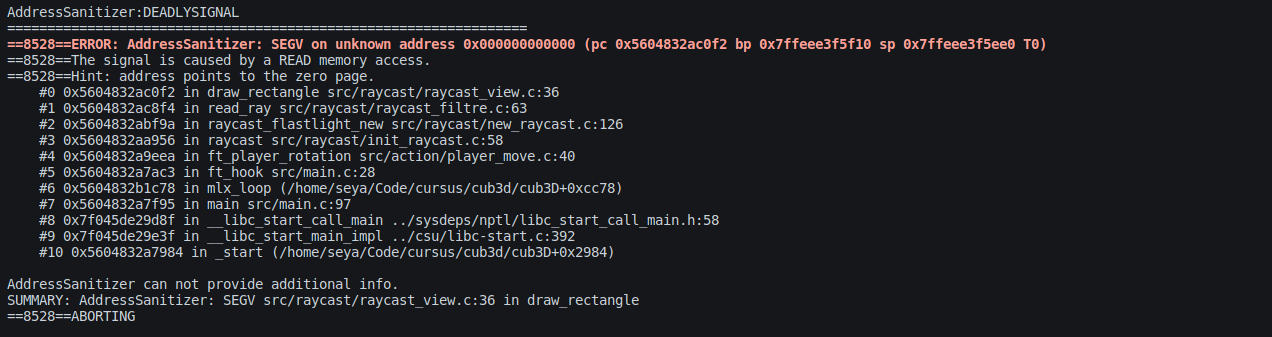 AddressSanitizer:DEADLYSIGNAL
=================================================================
==8528==ERROR: AddressSanitizer: SEGV on unknown address 0x000000000000 (pc 0x5604832ac0f2 bp 0x7ffeee3f5f10 sp 0x7ffeee3f5ee0 T0)
==8528==The signal is caused by a READ memory access.
==8528==Hint: address points to the zero page.
    #0 0x5604832ac0f2 in draw_rectangle src/raycast/raycast_view.c:36
    #1 0x5604832ac8f4 in read_ray src/raycast/raycast_filtre.c:63
    #2 0x5604832abf9a in raycast_flastlight_new src/raycast/new_raycast.c:126
    #3 0x5604832aa956 in raycast src/raycast/init_raycast.c:58
    #4 0x5604832a9eea in ft_player_rotation src/action/player_move.c:40
    #5 0x5604832a7ac3 in ft_hook src/main.c:28
    #6 0x5604832b1c78 in mlx_loop (/home/seya/Code/cursus/cub3d/cub3D+0xcc78)
    #7 0x5604832a7f95 in main src/main.c:97
    #8 0x7f045de29d8f in __libc_start_call_main ../sysdeps/nptl/libc_start_call_main.h:58
    #9 0x7f045de29e3f in __libc_start_main_impl ../csu/libc-start.c:392
    #10 0x5604832a7984 in _start (/home/seya/Code/cursus/cub3d/cub3D+0x2984)

AddressSanitizer can not provide additional info.
SUMMARY: AddressSanitizer: SEGV src/raycast/raycast_view.c:36 in draw_rectangle
==8528==ABORTING